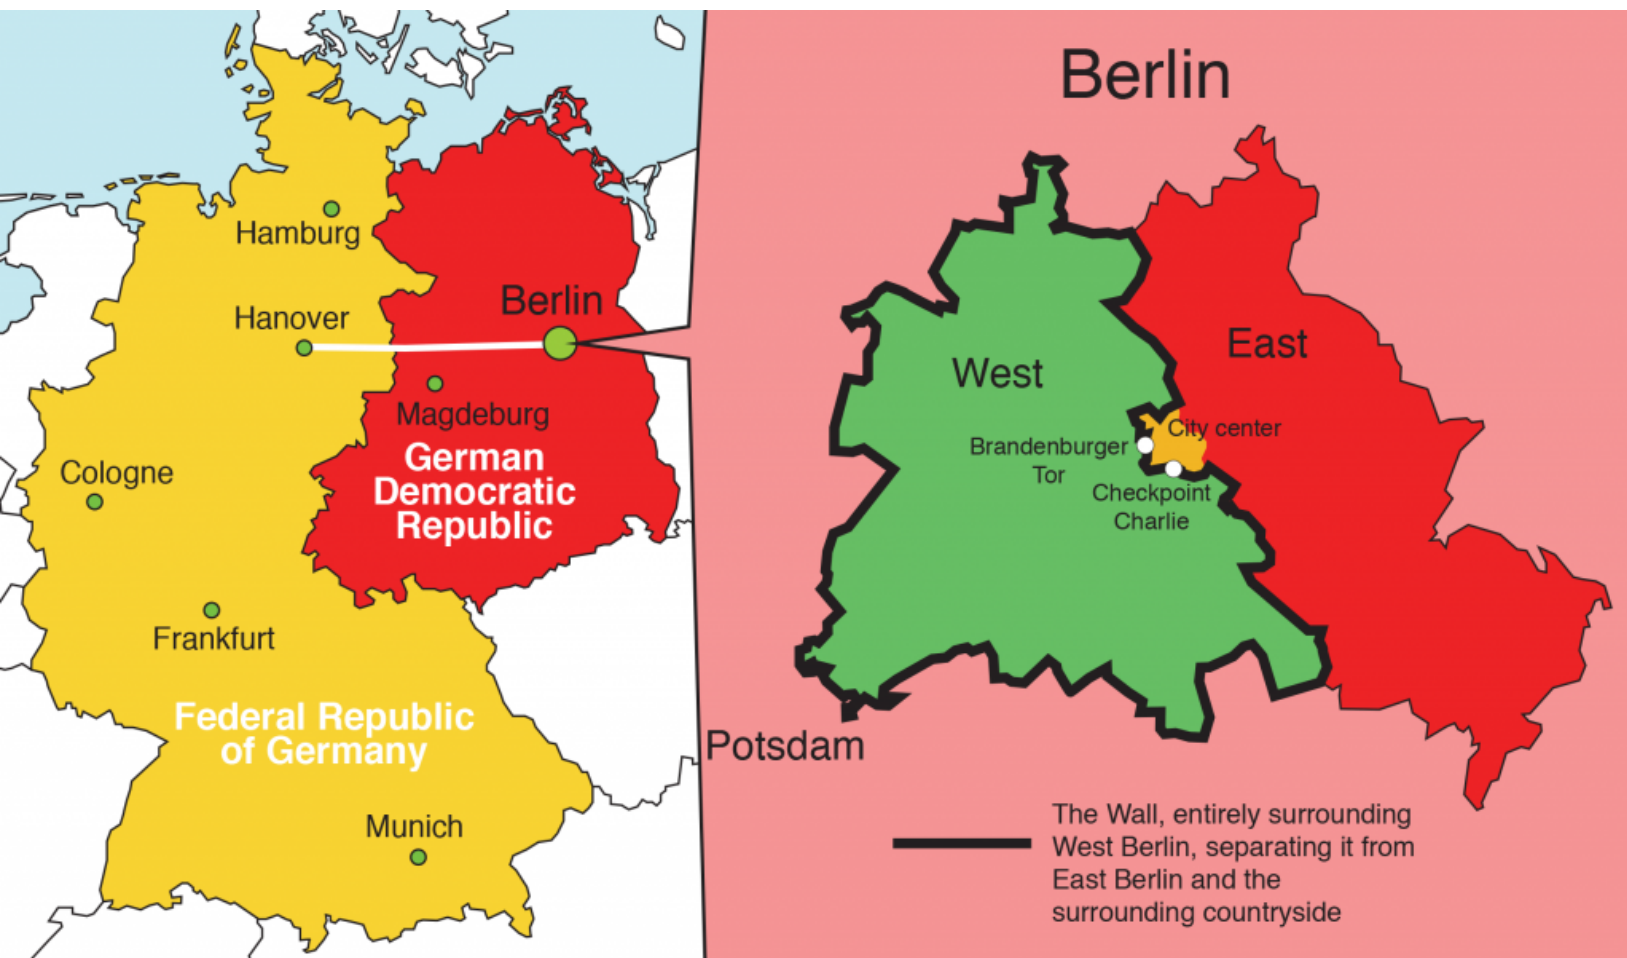 Hamburg
Hanover
Berlin
Magdeburg
German
Democratic
Republic
Cologne
Frankfurt
Federal Republic
of Germany
Munich
Berlin
West
East
City center
Brandenburger
Tor
Checkpoint
Charlie
Potsdam
The Wall, entirely surrounding
West Berlin, separating it from
East Berlin and the
surrounding countryside